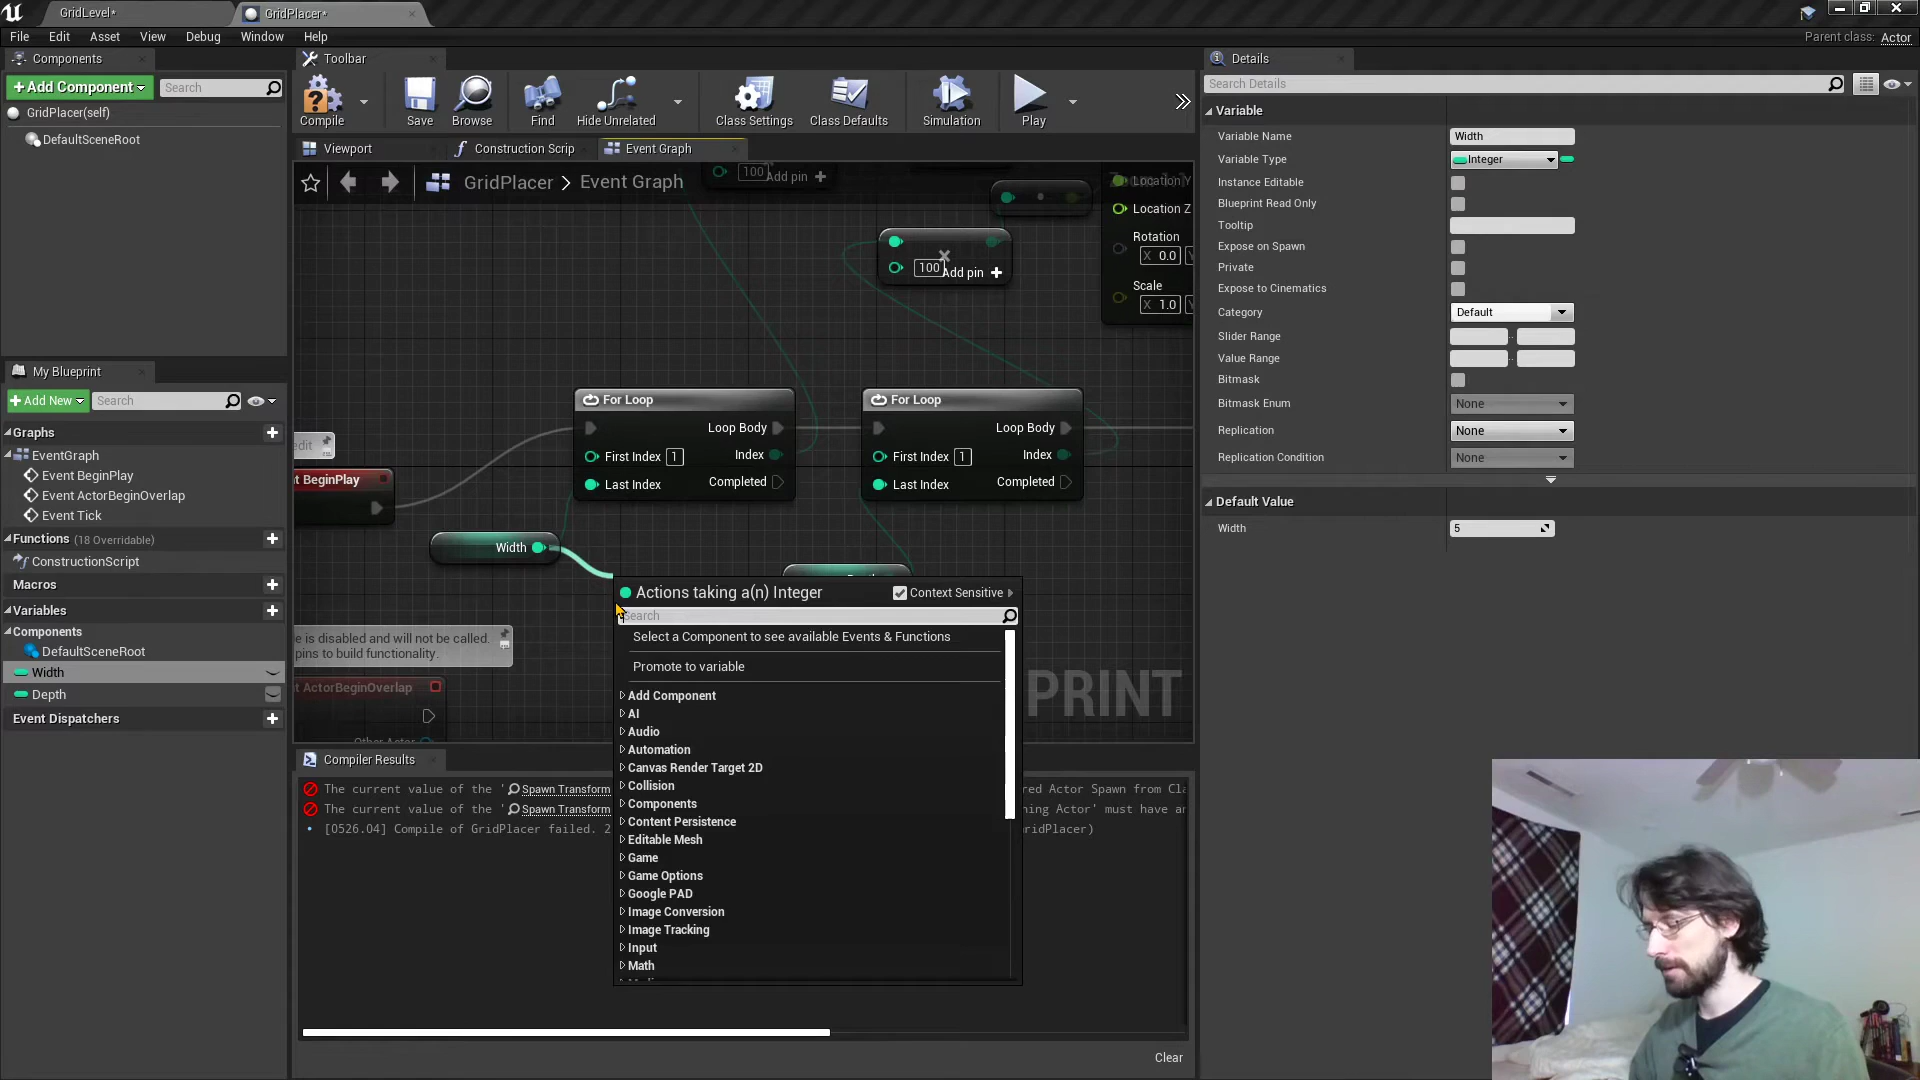 GridLevel*
GridPlacer*
File Edit Asset View Debug Window Help
Parent class: Actor
Components
Toolbar
Details
+Add Component
Search
GridPlacer(self)
DefaultSceneRoot
Compile
Save
Browse
Find
Hide Unrelated
Class Settings
Class Defaults
Simulation
Play
Viewport
Construction Scrip
Event Graph
GridPlacer > Event Graph
100
Add pin +
Location Y
Location Z
Rotation
X 0.0
Scale
X 1.0
100
Add pin +
For Loop
Loop Body
First Index 1
Index
Last Index
Completed
For Loop
Loop Body
First Index 1
Index
Last Index
Completed
edit
nt BeginPlay
Width
e is disabled and will not be called.
pins to build functionality.
nt ActorBeginOverlap
PRINT
Actions taking a(n) Integer
Context Sensitive
Search
Select a Component to see available Events & Functions
Promote to variable
Add Component
AI
Audio
Automation
Canvas Render Target 2D
Collision
Components
Content Persistence
Editable Mesh
Game
Game Options
Google PAD
Image Conversion
Image Tracking
Input
Math
My Blueprint
+Add New
Search
Graphs
EventGraph
Event BeginPlay
Event ActorBeginOverlap
Event Tick
Functions (18 Overridable)
ConstructionScript
Macros
Variables
Components
DefaultSceneRoot
Width
Depth
Event Dispatchers
Compiler Results
The current value of the ' Spawn Transform
red Actor Spawn from Cla
The current value of the ' Spawn Transform
ning Actor' must have an
[0526.04] Compile of GridPlacer failed. 2
ridPlacer)
Clear
Search Details
Variable
Variable Name Width
Variable Type Integer
Instance Editable
Blueprint Read Only
Tooltip
Expose on Spawn
Private
Expose to Cinematics
Category Default
Slider Range
Value Range
Bitmask
Bitmask Enum None
Replication None
Replication Condition None
Default Value
Width 5